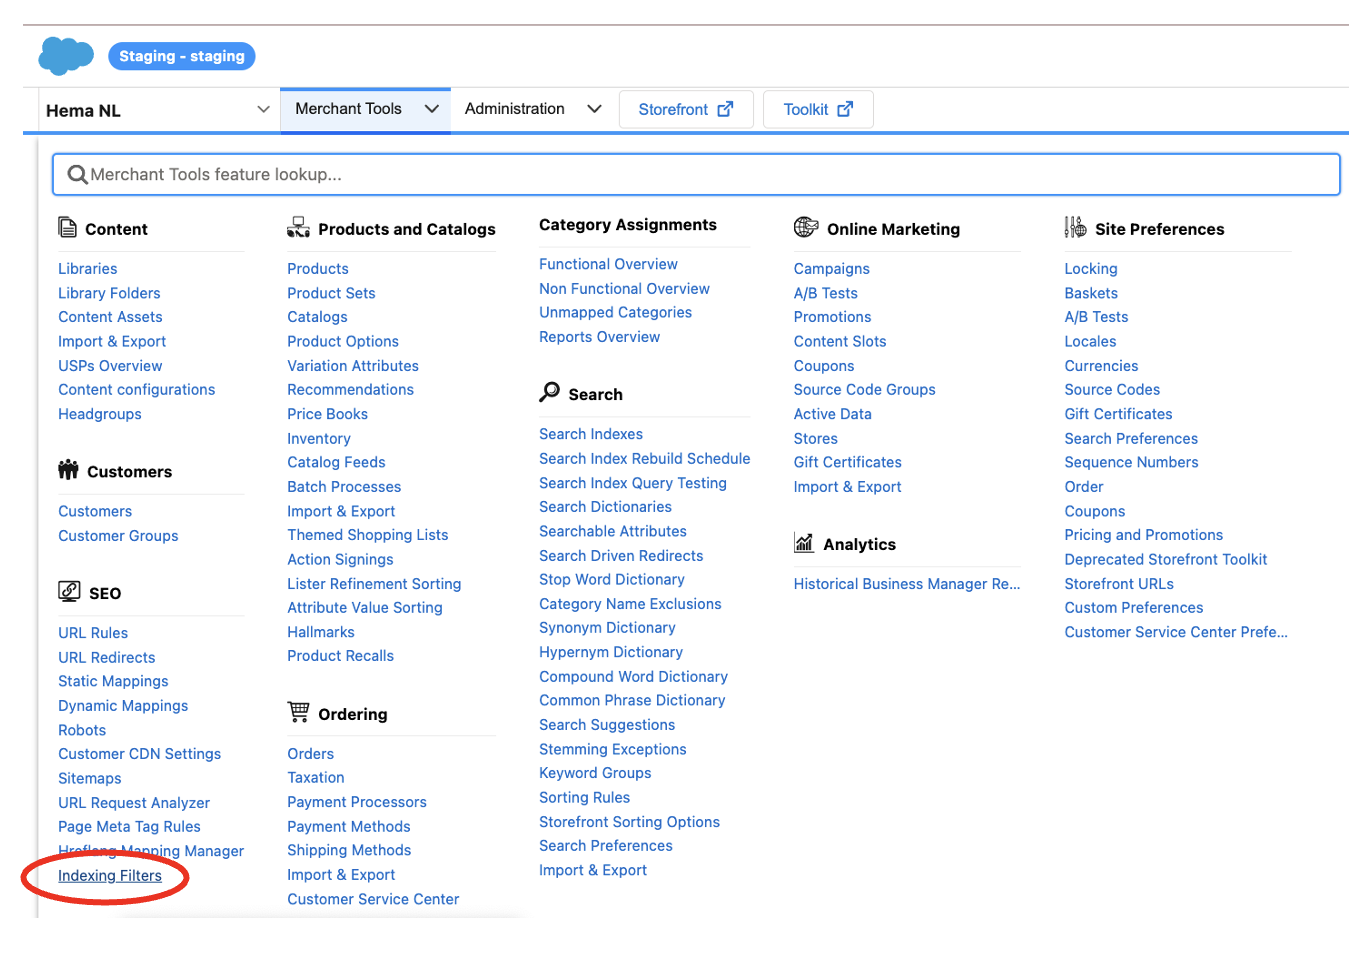 Staging - staging
Hema NL
Merchant Tools
Administration
Storefront
Toolkit
Merchant Tools feature lookup...
Content
Libraries
Library Folders
Content Assets
Import & Export
USPs Overview
Content configurations
Headgroups
Customers
Customers
Customer Groups
SEO
URL Rules
URL Redirects
Static Mappings
Dynamic Mappings
Robots
Customer CDN Settings
Sitemaps
URL Request Analyzer
Page Meta Tag Rules
Hreflang Mapping Manager
Indexing Filters
Products and Catalogs
Products
Product Sets
Catalogs
Product Options
Variation Attributes
Recommendations
Price Books
Inventory
Catalog Feeds
Batch Processes
Import & Export
Themed Shopping Lists
Action Signings
Lister Refinement Sorting
Attribute Value Sorting
Hallmarks
Product Recalls
Ordering
Orders
Taxation
Payment Processors
Payment Methods
Shipping Methods
Import & Export
Customer Service Center
Category Assignments
Functional Overview
Non Functional Overview
Unmapped Categories
Reports Overview
Search
Search Indexes
Search Index Rebuild Schedule
Search Index Query Testing
Search Dictionaries
Searchable Attributes
Search Driven Redirects
Stop Word Dictionary
Category Name Exclusions
Synonym Dictionary
Hypernym Dictionary
Compound Word Dictionary
Common Phrase Dictionary
Search Suggestions
Stemming Exceptions
Keyword Groups
Sorting Rules
Storefront Sorting Options
Search Preferences
Import & Export
Online Marketing
Campaigns
A/B Tests
Promotions
Content Slots
Coupons
Source Code Groups
Active Data
Stores
Gift Certificates
Import & Export
Analytics
Historical Business Manager Re...
Site Preferences
Locking
Baskets
A/B Tests
Locales
Currencies
Source Codes
Gift Certificates
Search Preferences
Sequence Numbers
Order
Coupons
Pricing and Promotions
Deprecated Storefront Toolkit
Storefront URLs
Custom Preferences
Customer Service Center Prefe...